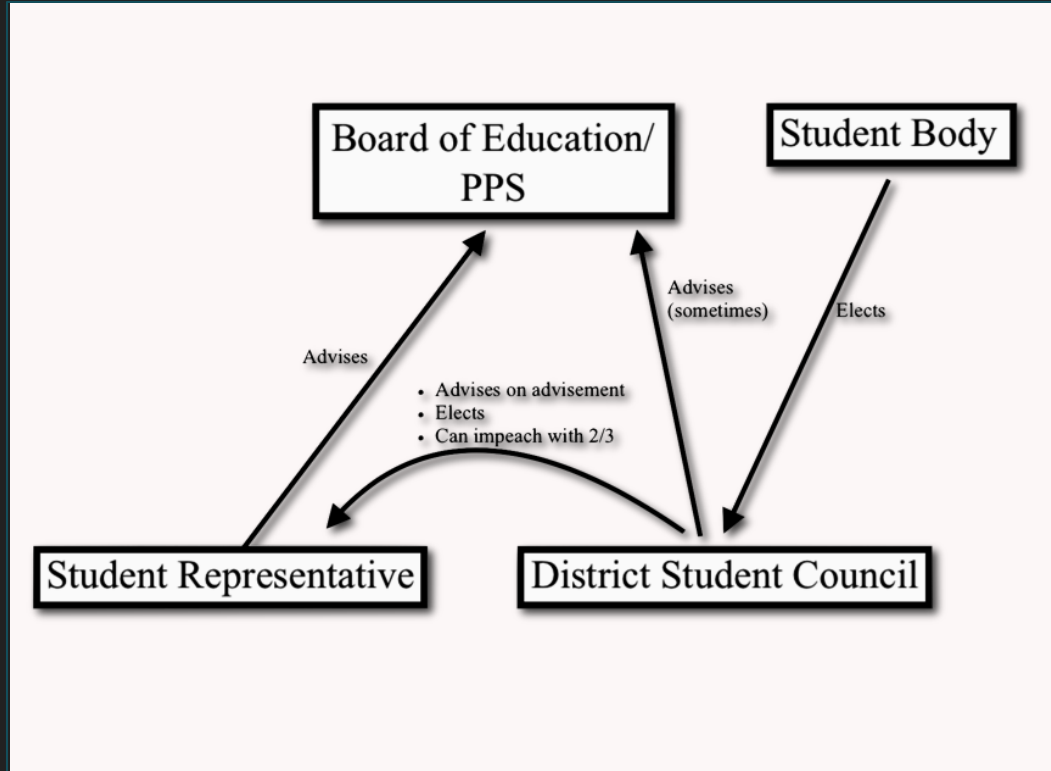 Board of Education/
PPS
Student Body
Advises
(sometimes)
Elects
Advises
• Advises on advisement
• Elects
• Can impeach with 2/3
Student Representative
District Student Council